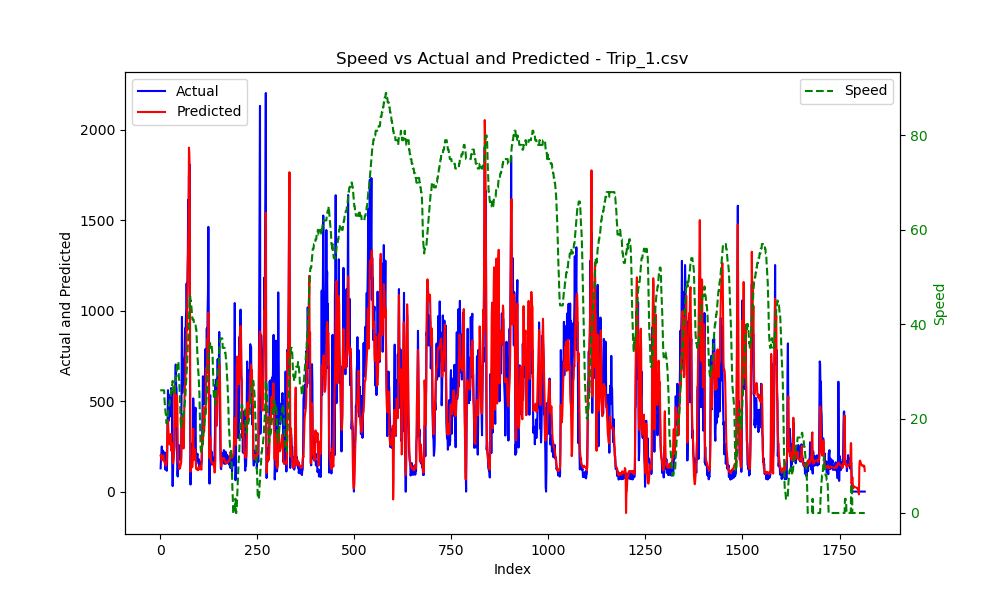 Speed vs Actual and Predicted - Trip_1.csv
Actual
Predicted
Speed
Actual and Predicted
2000
1500
1000
500
0
80
60
40
20
0
Speed
0
250
500
750
1000
1250
1500
1750
Index